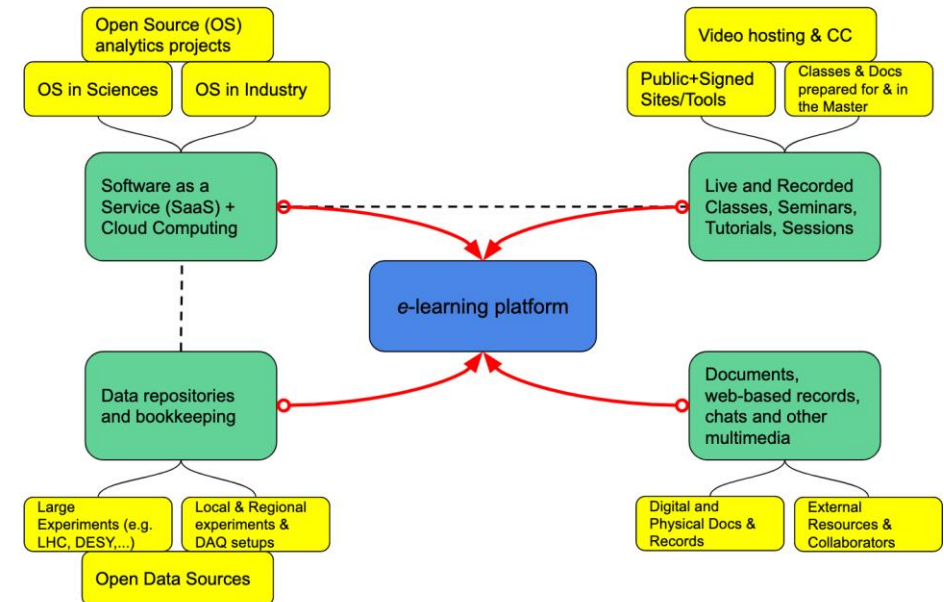 Open Source (OS)
analytics projects
OS in Sciences
OS in Industry
Video hosting & CC
Public+Signed
Sites/Tools
Classes & Docs
prepared for & in
the Master
Software as a
Service (SaaS) +
Cloud Computing
Live and Recorded
Classes, Seminars,
Tutorials, Sessions
e-learning platform
Data repositories
and bookkeeping
Documents,
web-based records,
chats and other
multimedia
Large
Experiments (e.g.
LHC, DESY,...)
Local & Regional
experiments &
DAQ setups
Open Data Sources
Digital and
Physical Docs &
Records
External
Resources &
Collaborators